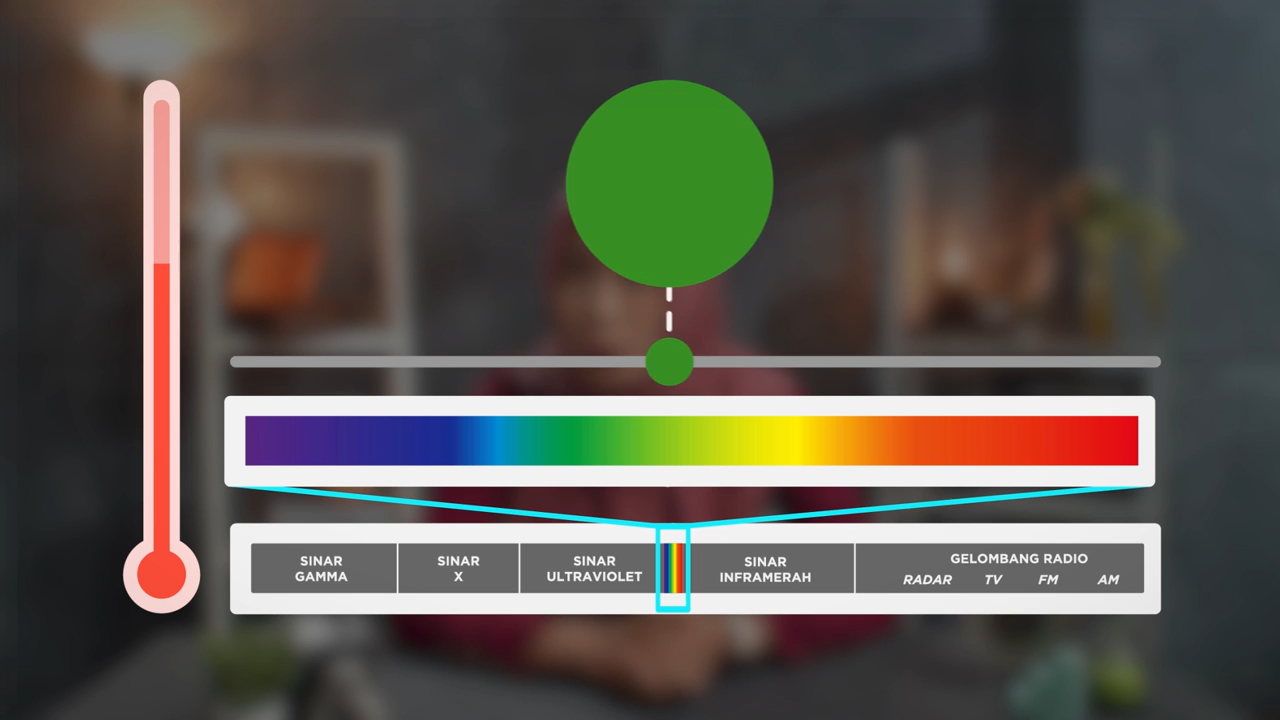 SINAR
GAMMA
SINAR
X
SINAR
ULTRAVIOLET
SINAR
INFRAMERAH
GELOMBANG RADIO
RADAR TV FM AM